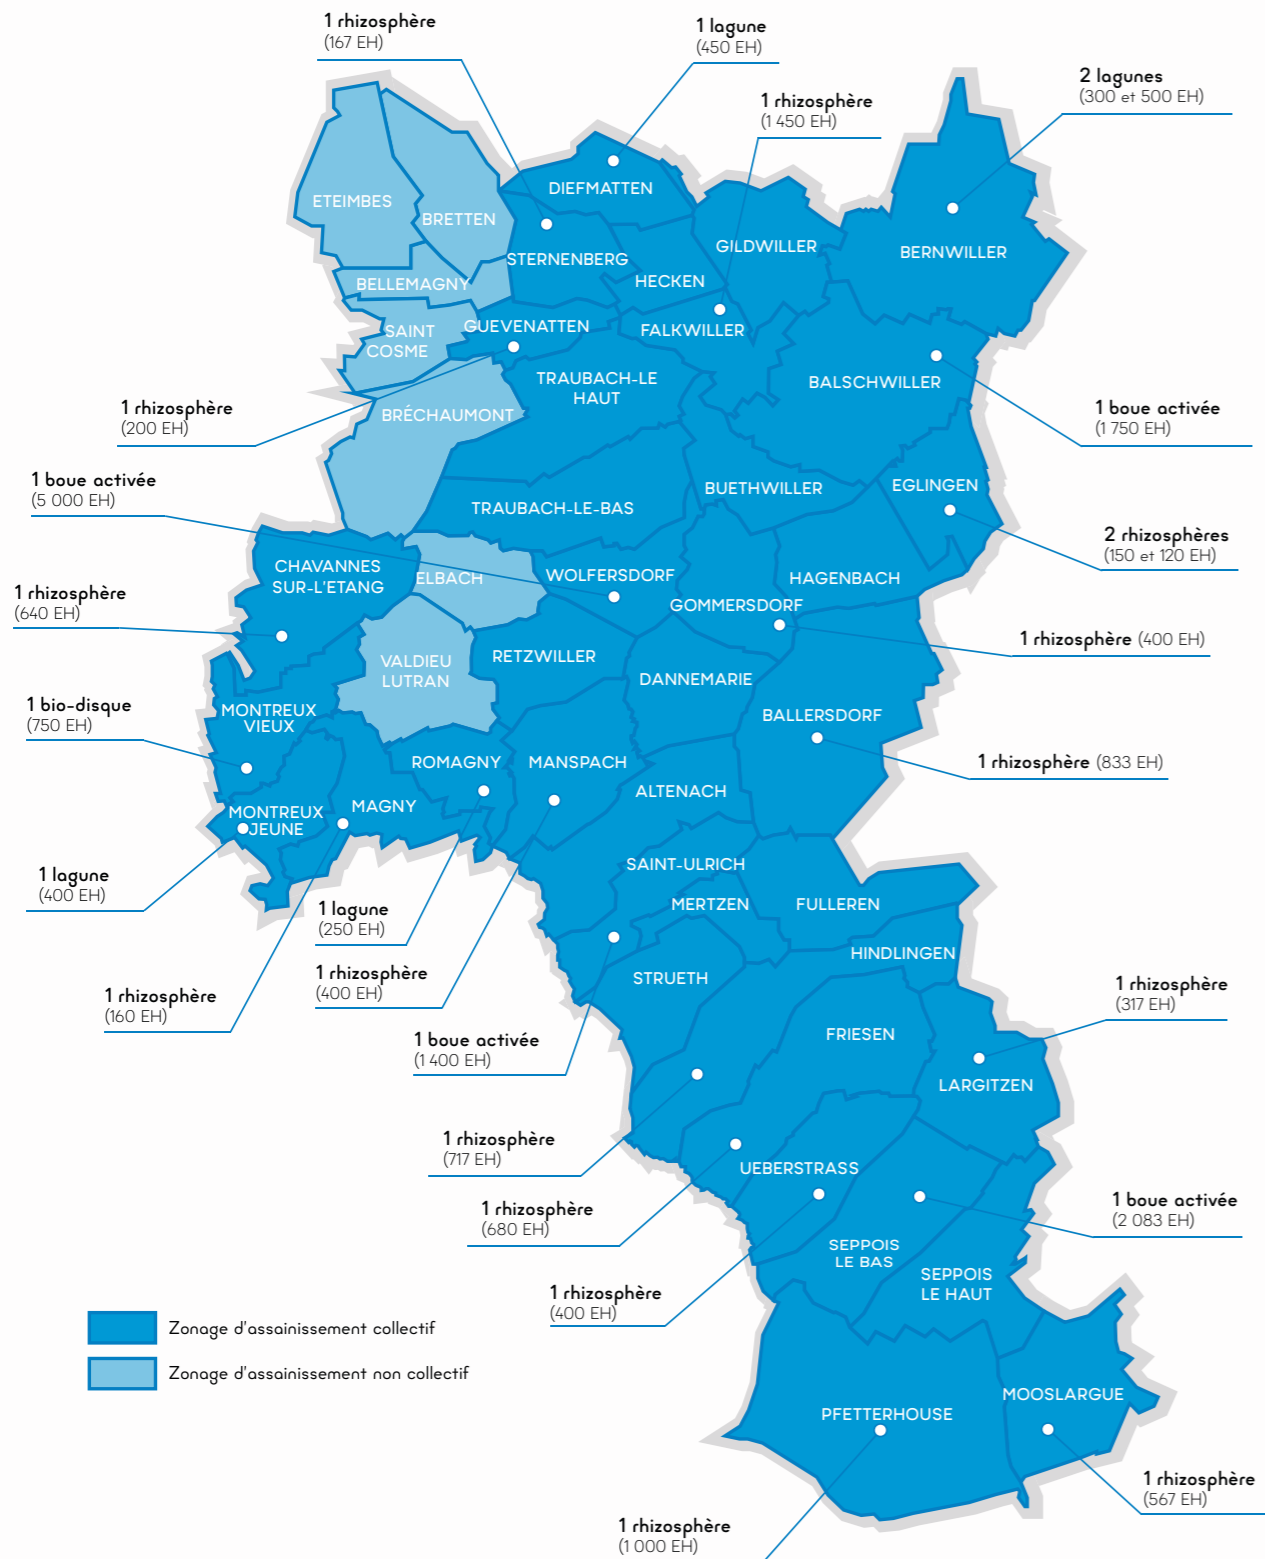 1 rhizosphère
(167 EH)
1 lagune
(450 EH)
2 lagunes
(300 et 500 EH)
1 rhizosphère
(1 450 EH)
DIEFMATTEN
ETEIMBES
BRETTEN
STERNENBERG
GILDWILLER
BERNWILLER
HECKEN
BELLEMAGNY
SAINT
COSME
GUEVENATTEN
FALKWILLER
TRAUBACH-LE
HAUT
BALSCHWILLER
BRÉCHAUMONT
1 rhizosphère
(200 EH)
1 boue activée
(1 750 EH)
1 boue activée
(5 000 EH)
TRAUBACH-LE-BAS
BUETHWILLER
EGLINGEN
2 rhizosphères
(150 et 120 EH)
CHAVANNES
SUR-L'ETANG
ELBACH
WOLFERSDORF
HAGENBACH
GOMMERSDORF
1 rhizosphère
(640 EH)
1 rhizosphère (400 EH)
VALDIEU
LUTRAN
RETZWILLER
DANNEMARIE
1 bio-disque
(750 EH)
MONTREUX
VIEUX
BALLERSDORF
ROMAGNY
MANSPACH
1 rhizosphère (833 EH)
ALTENACH
MONTREUX
JEUNE
MAGNY
1 lagune
(400 EH)
SAINT-ULRICH
MERTZEN
FULLEREN
1 lagune
(250 EH)
HINDLINGEN
STRUETH
1 rhizosphère
(400 EH)
1 rhizosphère
(160 EH)
1 rhizosphère
(317 EH)
FRIESEN
1 boue activée
(1 400 EH)
LARGITZEN
1 rhizosphère
(717 EH)
UEBERSTRASS
1 rhizosphère
(680 EH)
1 boue activée
(2 083 EH)
SEPPOIS
LE BAS
SEPPOIS
LE HAUT
1 rhizosphère
(400 EH)
Zonage d'assainissement collectif
Zonage d'assainissement non collectif
MOOSLARGUE
PFETTERHOUSE
1 rhizosphère
(567 EH)
1 rhizosphère
(1 000 EH)